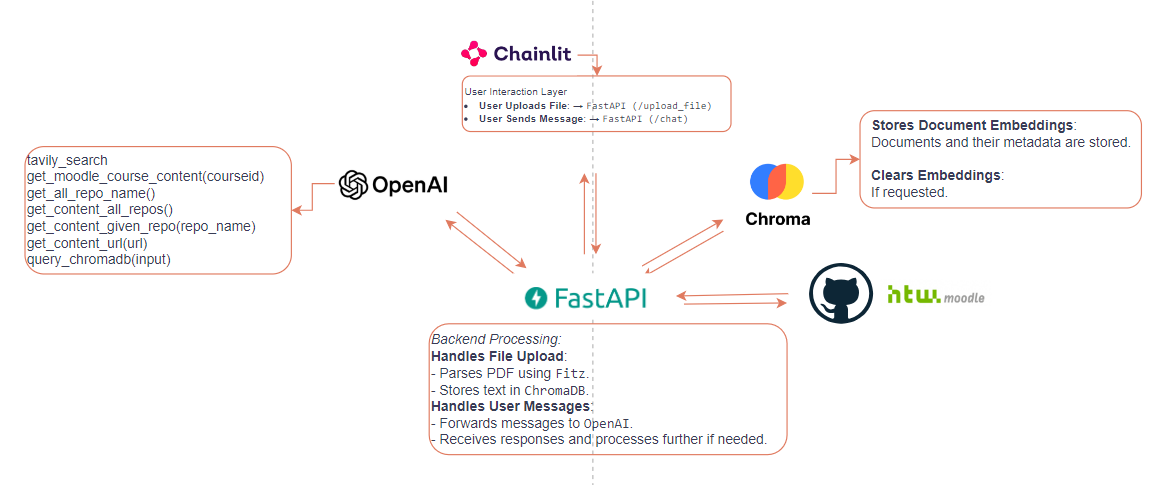 Chainlit
User Interaction Layer
• User Uploads File: → FastAPI (/upload_file)
• User Sends Message: → FastAPI (/chat)
tavily_search
get_moodle_course_content(courseid)
get_all_repo_name()
get_content_all_repos()
get_content_given_repo(repo_name)
get_content_url(url)
query_chromadb(input)
OpenAI
Chroma
Stores Document Embeddings:
Documents and their metadata are stored.
Clears Embeddings:
If requested.
FastAPI
htw.moodle
Backend Processing:
Handles File Upload:
- Parses PDF using Fitz.
- Stores text in ChromaDB.
Handles User Messages:
- Forwards messages to OpenAI.
- Receives responses and processes further if needed.